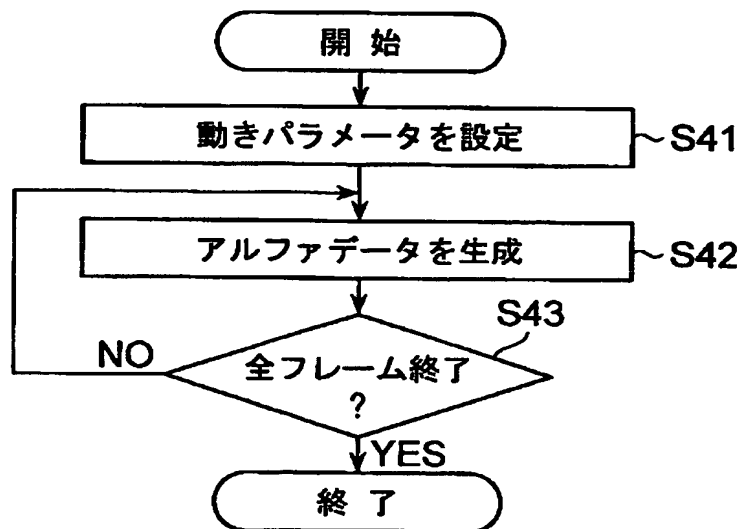 開始
動きパラメータを設定
S41
アルファデータを生成
S42
S43
NO
全フレーム終了
?
YES
終了